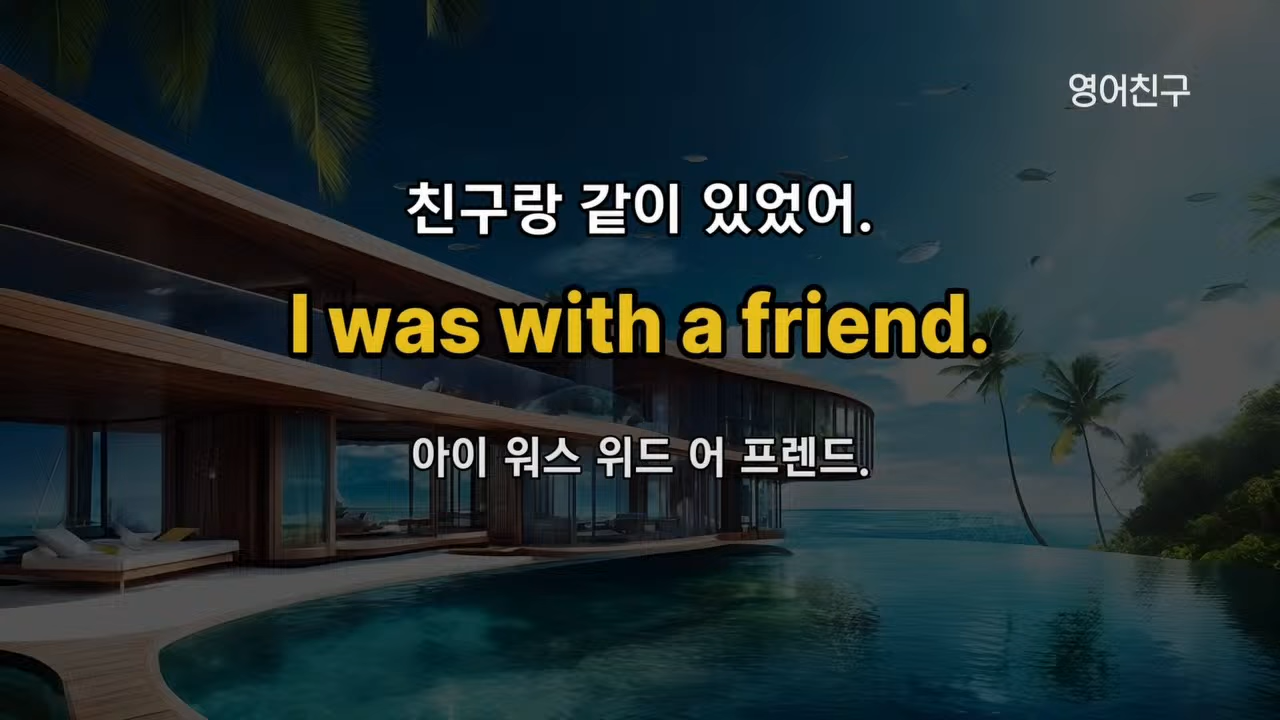 영어친구
친구랑 같이 있었어.
I was with a friend.
아이 워스 위드 어 프렌드.